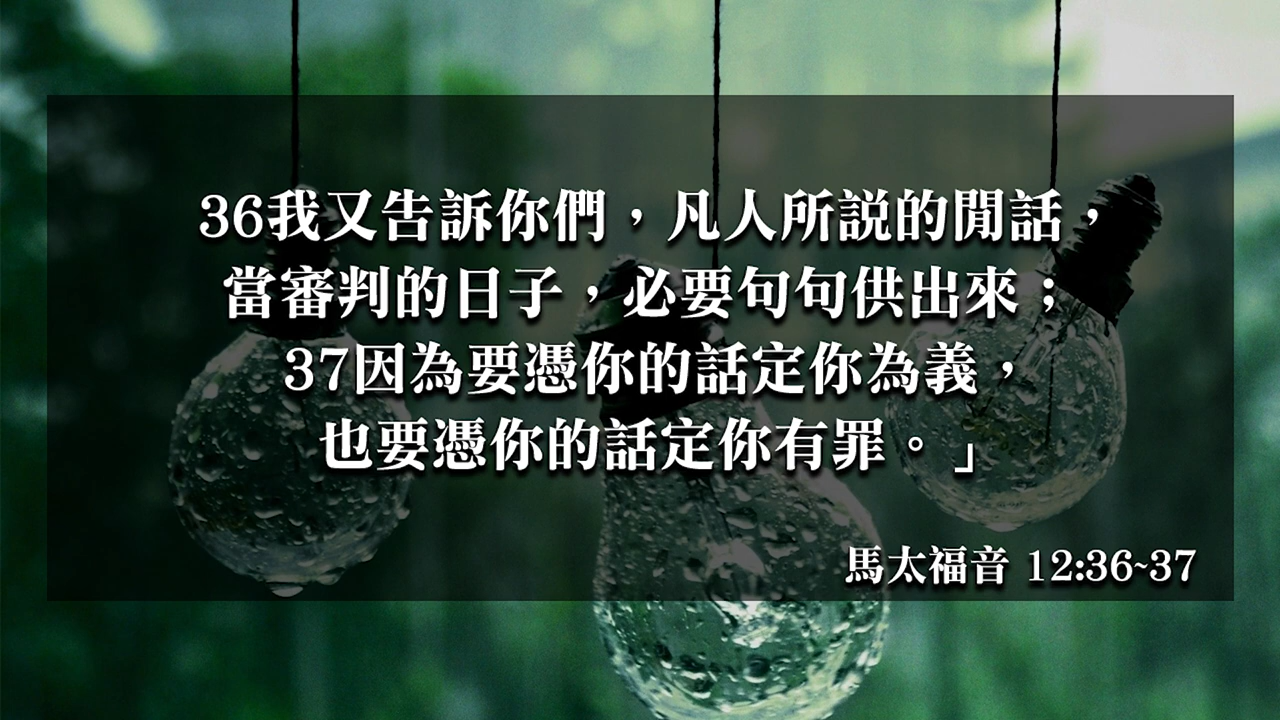 36我又告訴你們，凡人所説的閒話，
當審判的日子，必要句句供出來；
37因為要憑你的話定你為義，
也要憑你的話定你有罪。」
馬太福音 12:36~37